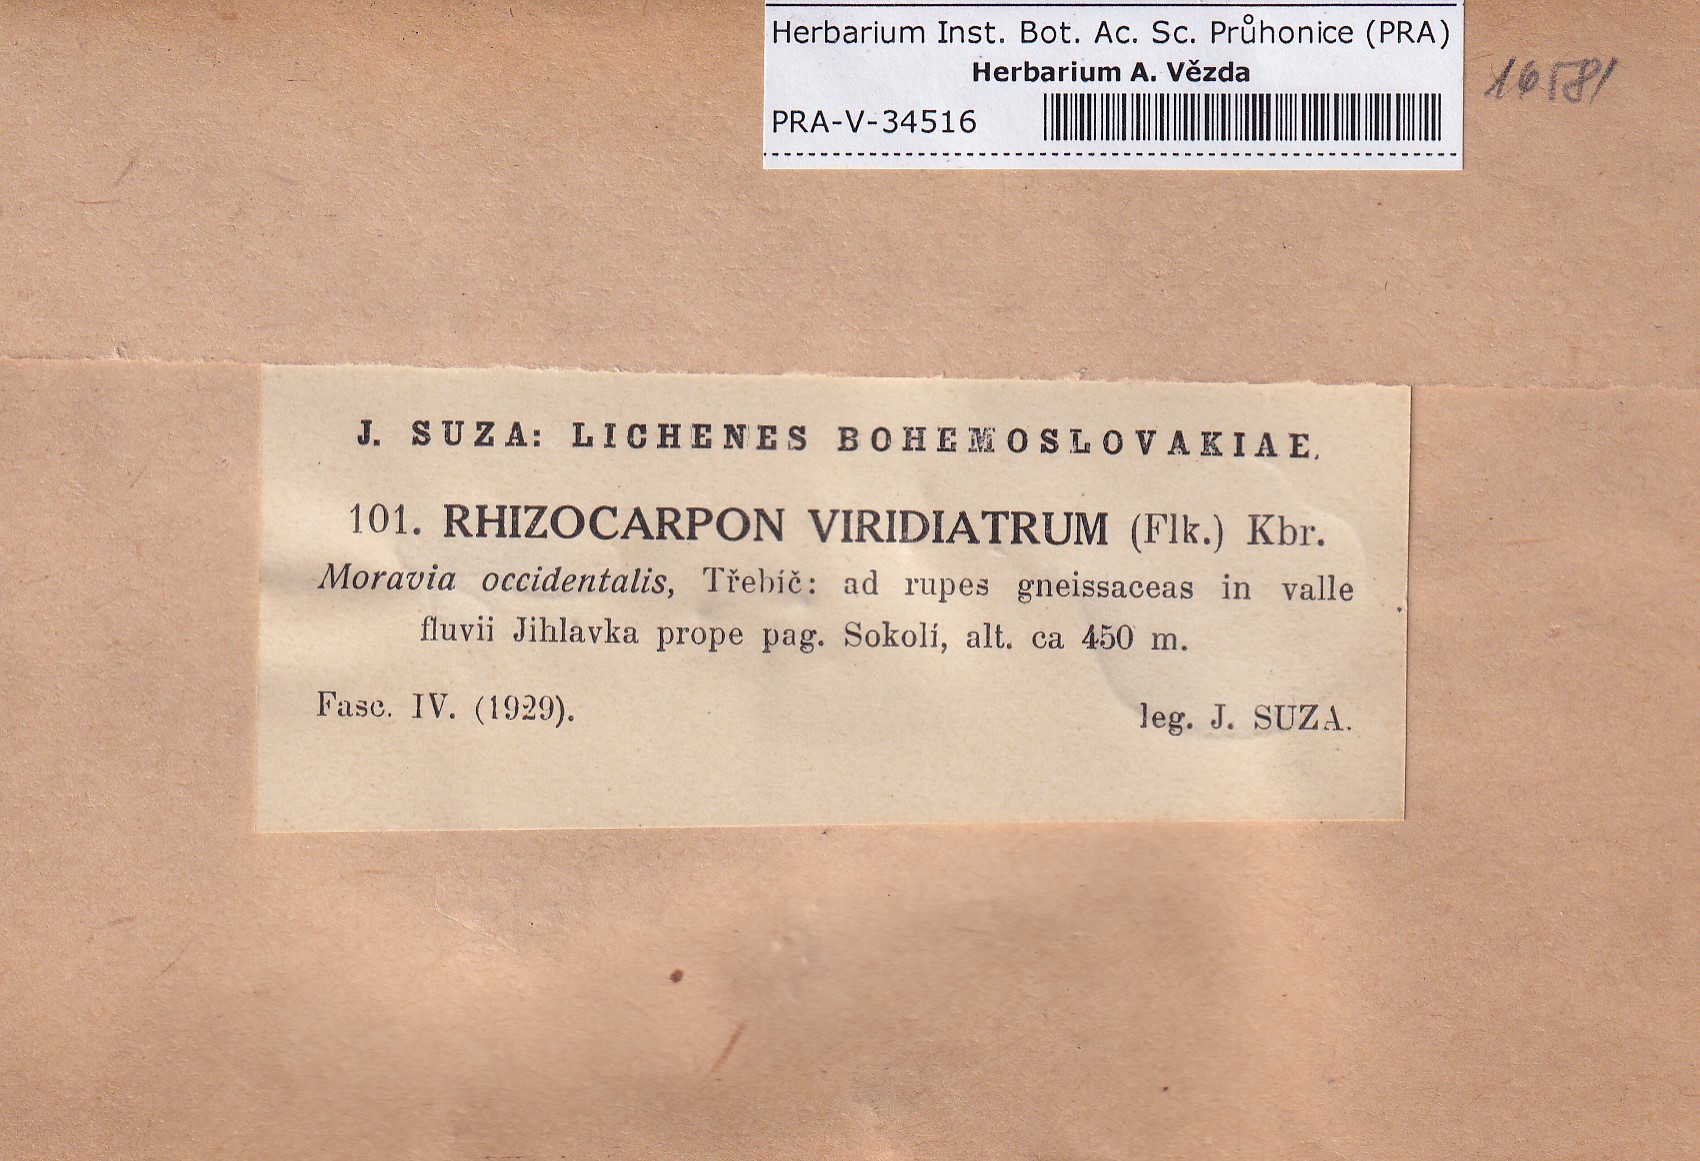 Herbarium Inst. Bot. Ac. Sc. Průhonice (PRA)
Herbarium A. Vězda
PRA-V-34516
16581
J. SUZA: LICHENES BOHEMOSLOVAKIAE.
101. RHIZOCARPON VIRIDIATRUM (Flk.) Kbr.
Moravia occidentalis, Třebíč: ad rupes gneissaceas in valle
fluvii Jihlavka prope pag. Sokolí, alt. ca 450 m.
Fasc. IV. (1929).
leg. J. SUZA.